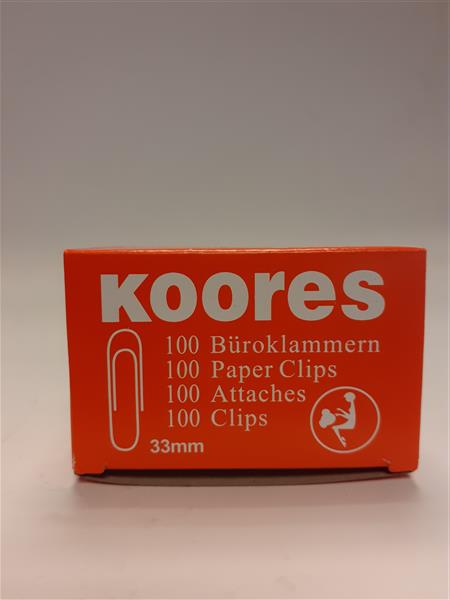 Koores
100 Büroklammern
100 Paper Clips
100 Attaches
100 Clips
33mm